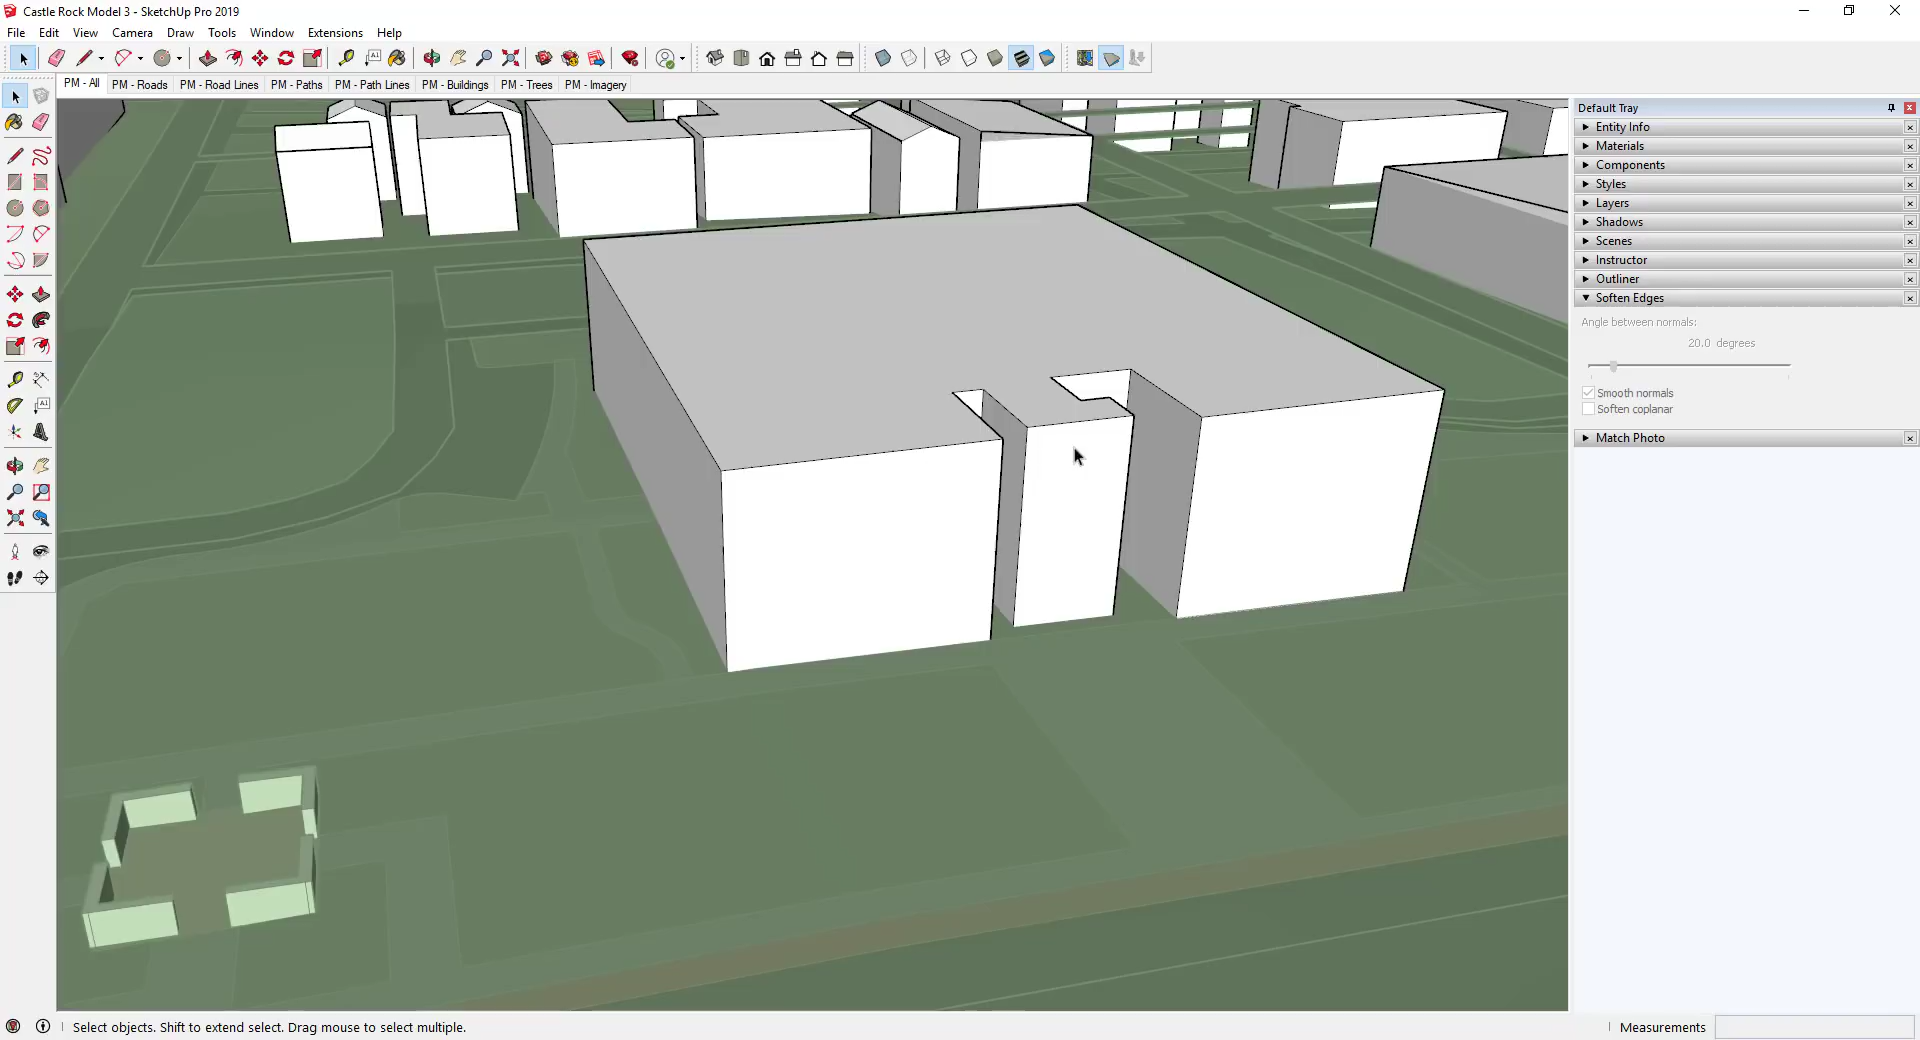 Castle Rock Model 3 - SketchUp Pro 2019
File Edit View Camera Draw Tools Window Extensions Help
PM - All PM - Roads PM - Road Lines PM - Paths PM - Path Lines PM - Buildings PM - Trees PM - Imagery
Default Tray
Entity Info
Materials
Components
Styles
Layers
Shadows
Scenes
Instructor
Outliner
Soften Edges
Angle between normals:
20.0 degrees
Smooth normals
Soften coplanar
Match Photo
Select objects. Shift to extend select. Drag mouse to select multiple.
Measurements